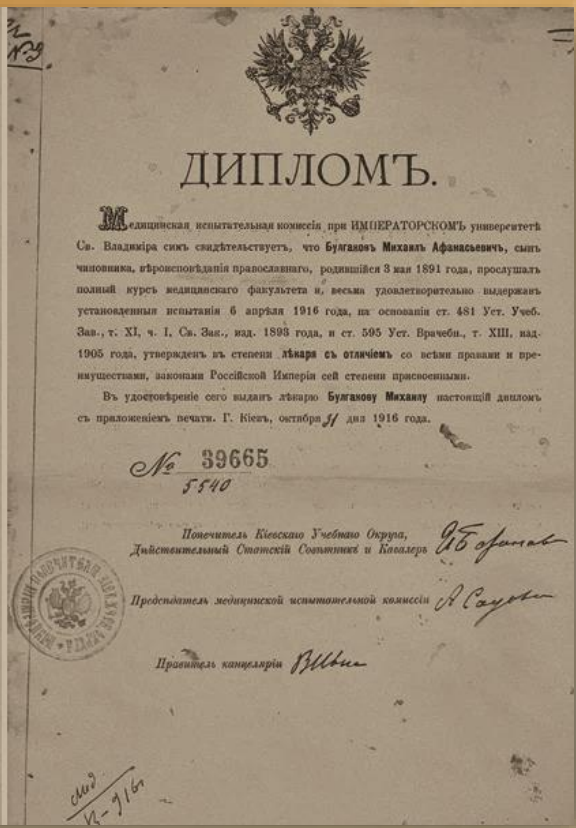 ДИПЛОМЪ.
Медицинская испытательная комиссія при ИМПЕРАТОРСКОМЪ университетѣ
Св. Владиміра симъ свидѣтельствуетъ, что Булгаковъ Михаилъ Афанасьевичъ, сынъ
чиновника, вѣроисповѣданія православнаго, родившійся 3 мая 1891 года, прослушалъ
полный курсъ медицинскаго факультета и, весьма удовлетворительно выдержавъ
установленныя испытанія 6 апрѣля 1916 года, на основаніи ст. 481 Уст. Учеб.
Зав., т. XI, ч. I, Св. Зак., изд. 1893 года, и ст. 595 Уст. Врачебн., т. XIII, изд.
1905 года, утвержденъ въ степени лѣкаря съ отличіемъ со всѣми правами и пре-
имуществами, законами Россійской Имперіи сей степени присвоенными.
Въ удостовѣреніе сего выданъ лѣкарю Булгакову Михаилу настоящій дипломъ
съ приложеніемъ печати. Г. Кіевъ, октября 31 дня 1916 года.
№ 39665
5540
Попечитель Кіевскаго Учебнаго Округа,
Дѣйствительный Статскій Совѣтникъ и Кавалеръ
Предсѣдатель медицинской испытательной комиссіи
Правитель канцеляріи